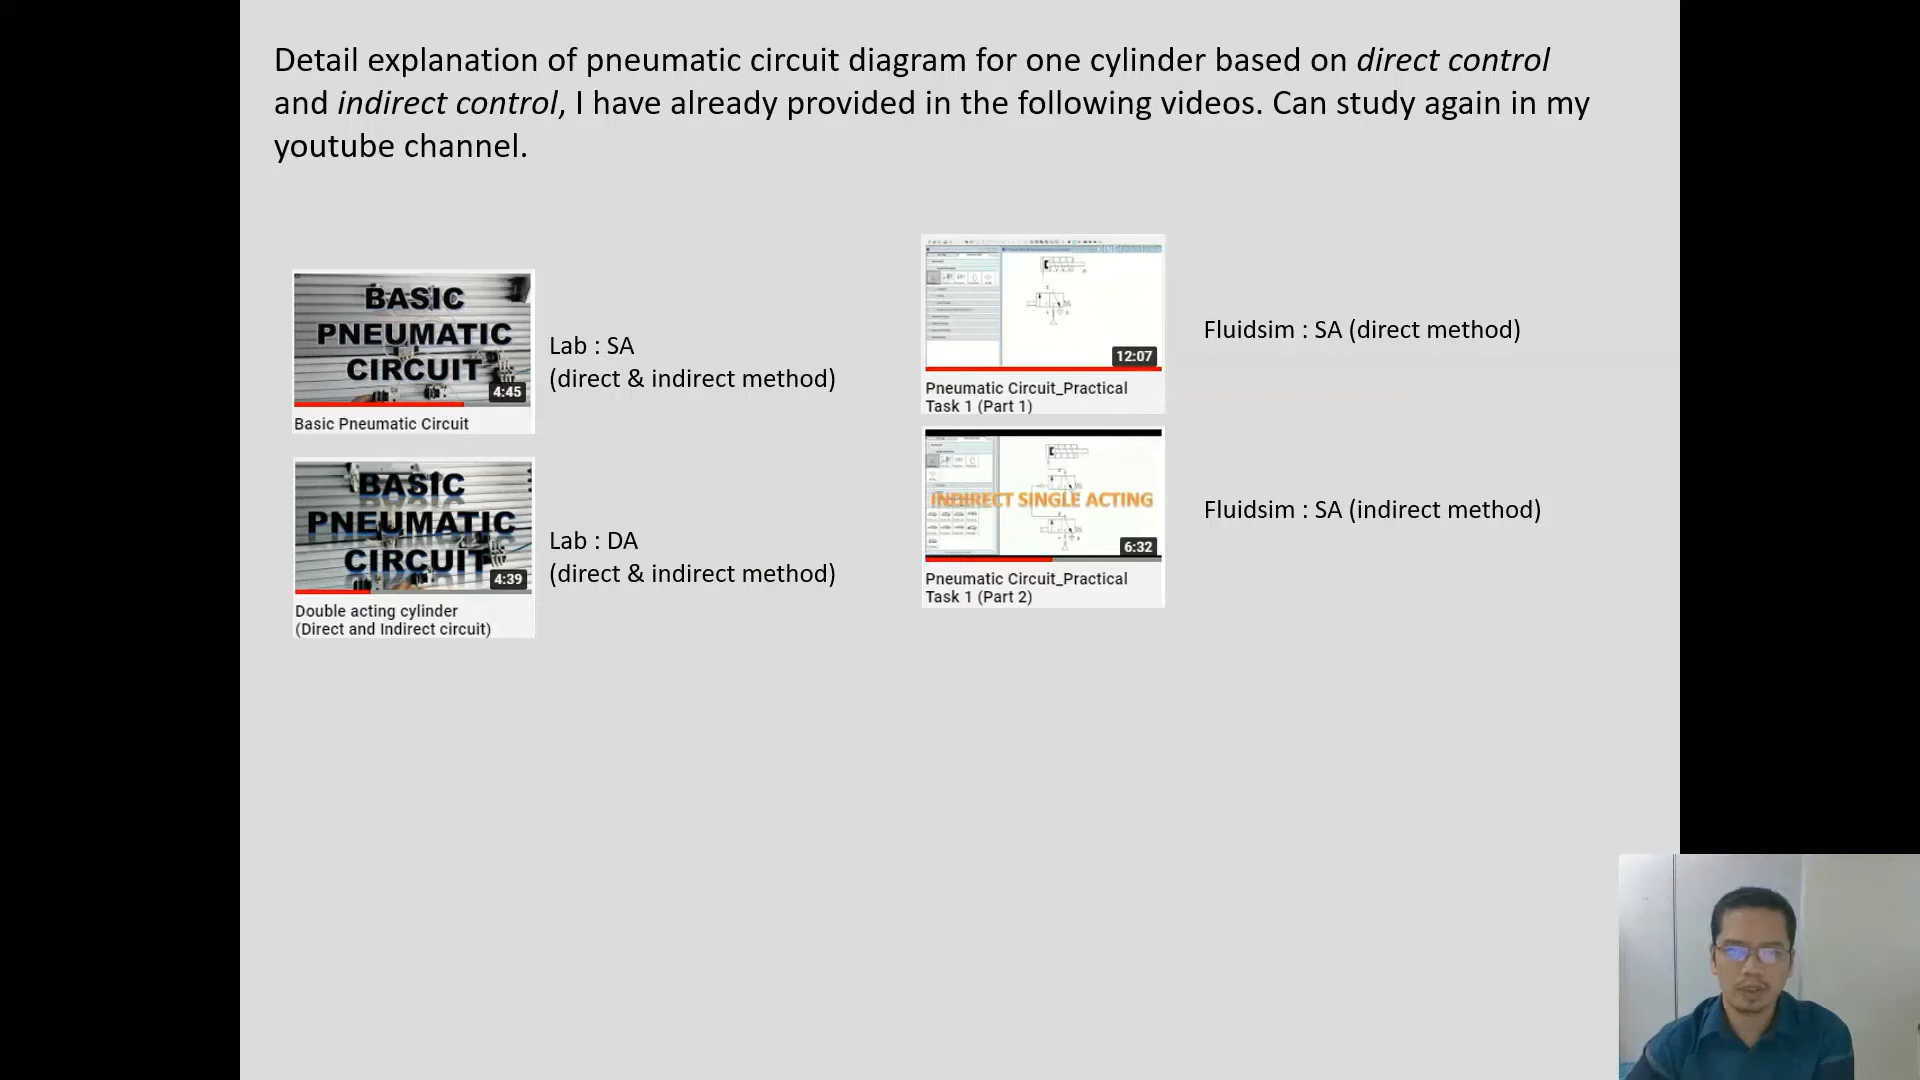 Detail explanation of pneumatic circuit diagram for one cylinder based on direct control
and indirect control, I have already provided in the following videos. Can study again in my
youtube channel.
BASIC
PNEUMATIC
CIRCUIT
4:45
Basic Pneumatic Circuit
Lab : SA
(direct & indirect method)
BASIC
PNEUMATIC
CIRCUIT
4:39
Double acting cylinder
(Direct and Indirect circuit)
Lab : DA
(direct & indirect method)
12:07
Pneumatic Circuit_Practical
Task 1 (Part 1)
Fluidsim : SA (direct method)
INDIRECT SINGLE ACTING
6:32
Pneumatic Circuit_Practical
Task 1 (Part 2)
Fluidsim : SA (indirect method)